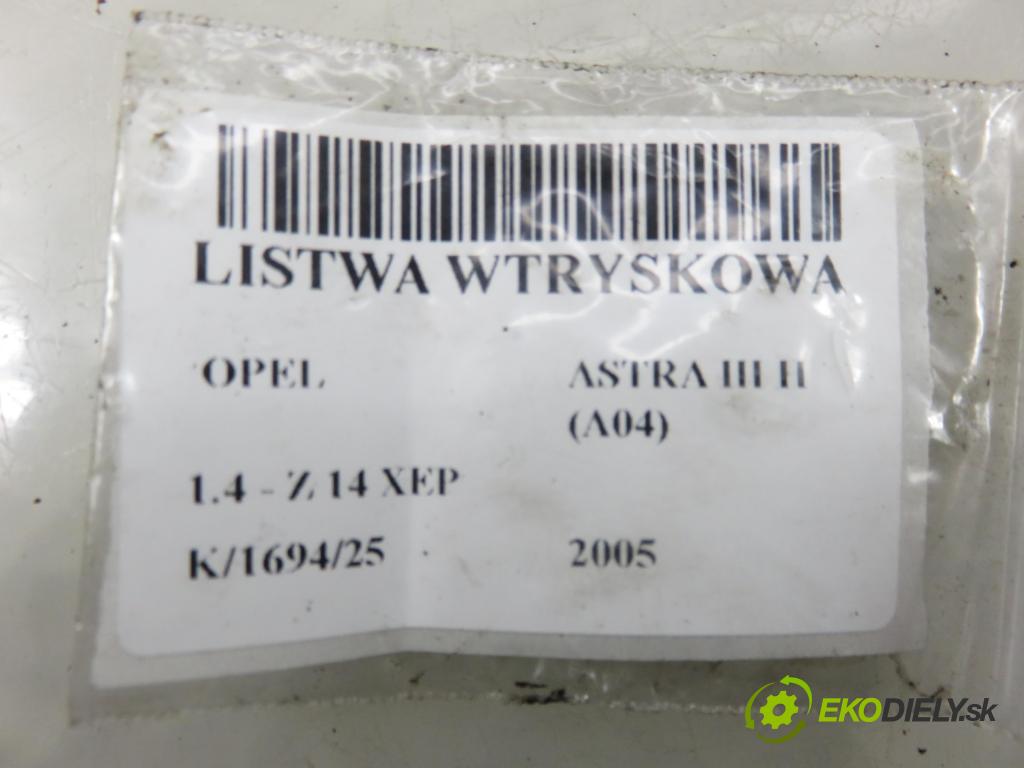 LISTWA WTRYSKOWA
OPEL ASTRA III H
(A04)
1.4 - Z 14 XEP
K/1694/25 2005
EKODIELY.sk